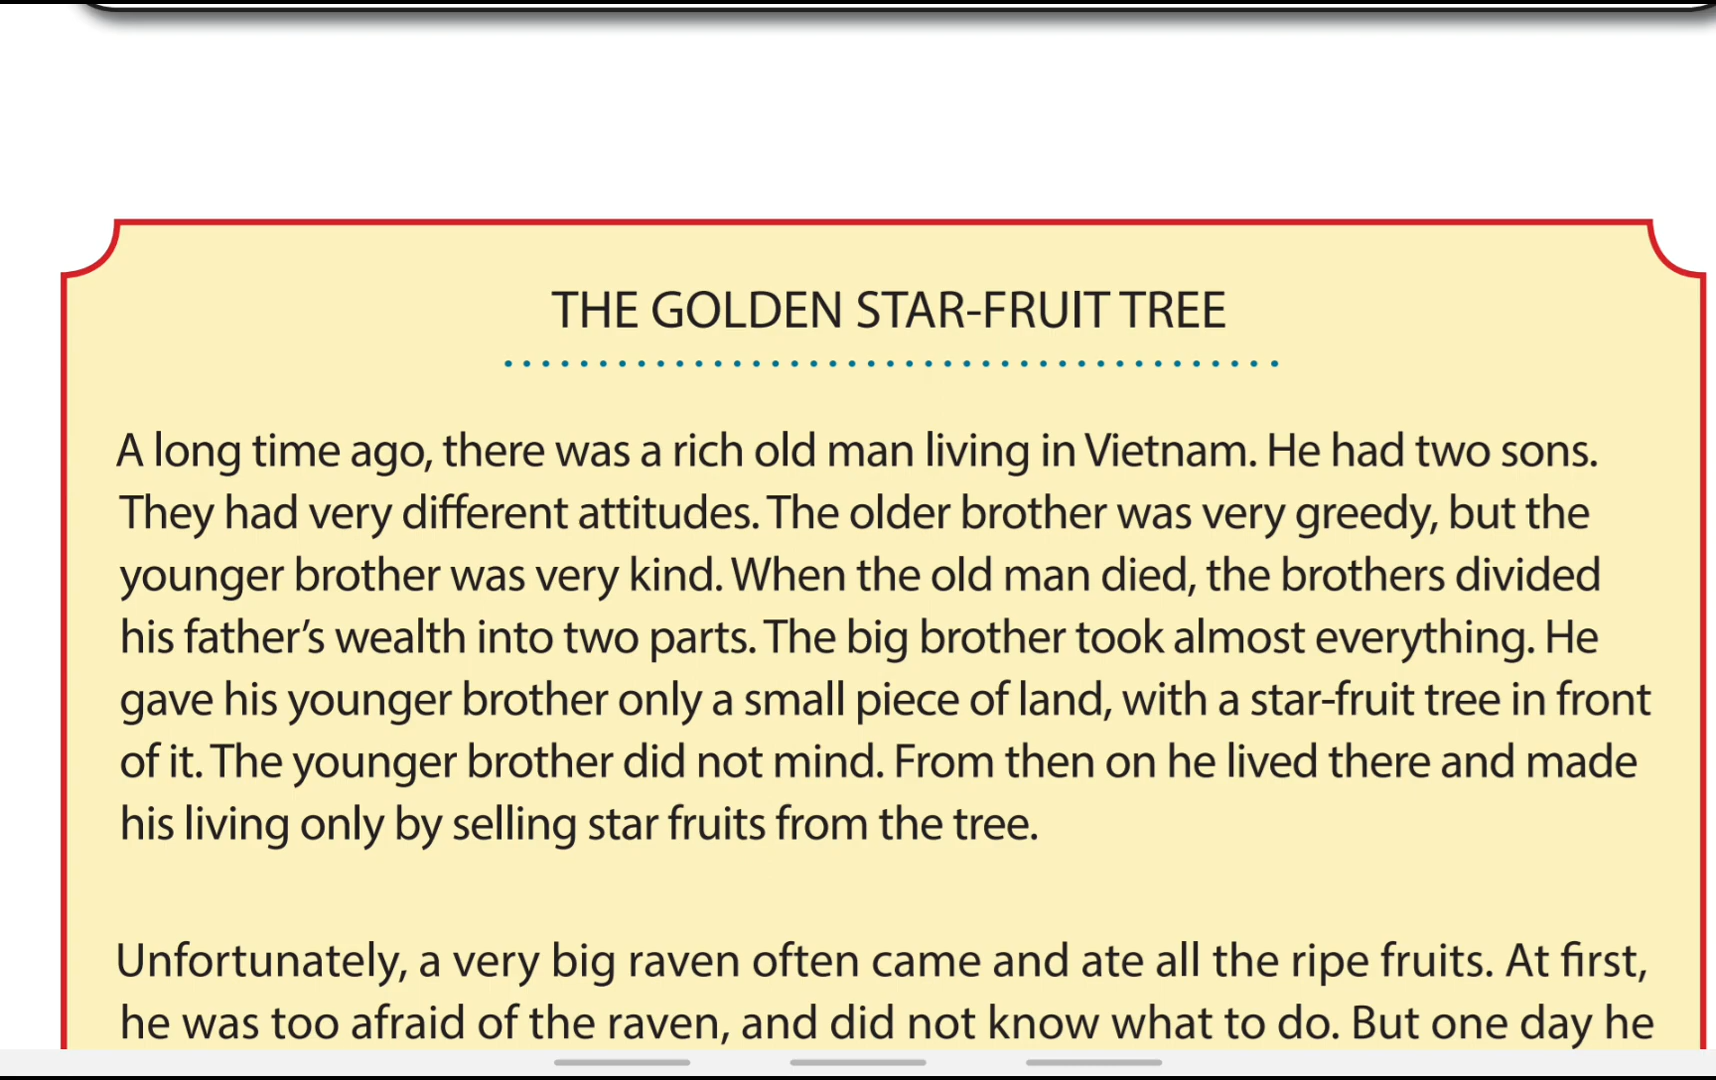 THE GOLDEN STAR-FRUIT TREE
A long time ago, there was a rich old man living in Vietnam. He had two sons.
They had very different attitudes. The older brother was very greedy, but the
younger brother was very kind. When the old man died, the brothers divided
his father’s wealth into two parts. The big brother took almost everything. He
gave his younger brother only a small piece of land, with a star-fruit tree in front
of it. The younger brother did not mind. From then on he lived there and made
his living only by selling star fruits from the tree.
Unfortunately, a very big raven often came and ate all the ripe fruits. At first,
he was too afraid of the raven, and did not know what to do. But one day he